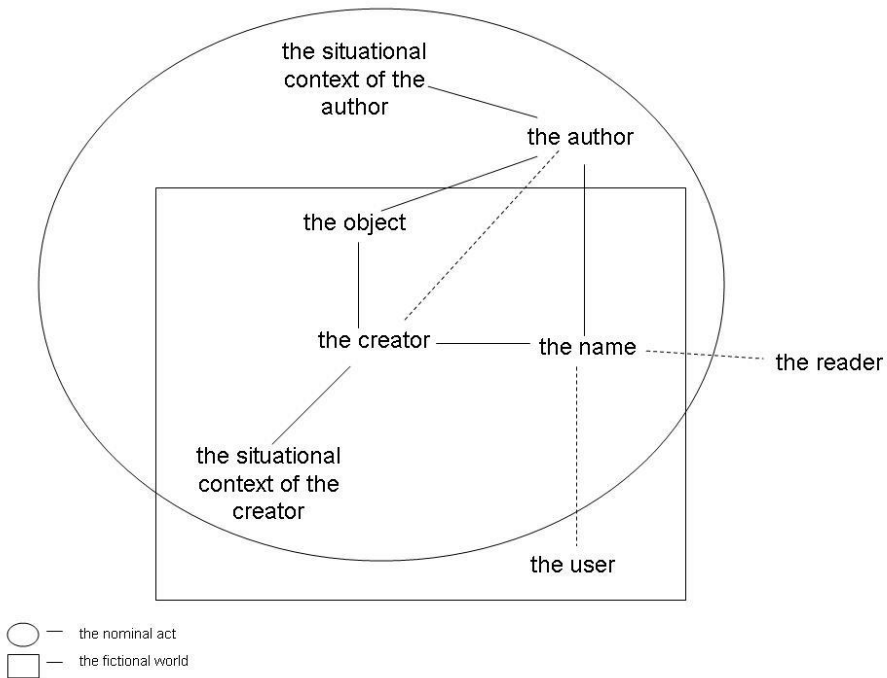 the situational
context of the
author
the author
the object
the creator
the name
the reader
the situational
context of the
creator
the user
the nominal act
the fictional world